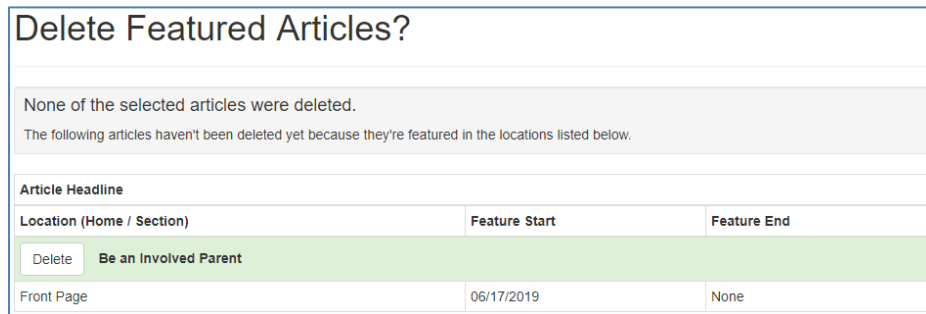 Delete Featured Articles?
None of the selected articles were deleted.
The following articles haven't been deleted yet because they're featured in the locations listed below.
Article Headline
Location (Home / Section) Feature Start Feature End
Delete Be an Involved Parent
Front Page 06/17/2019 None